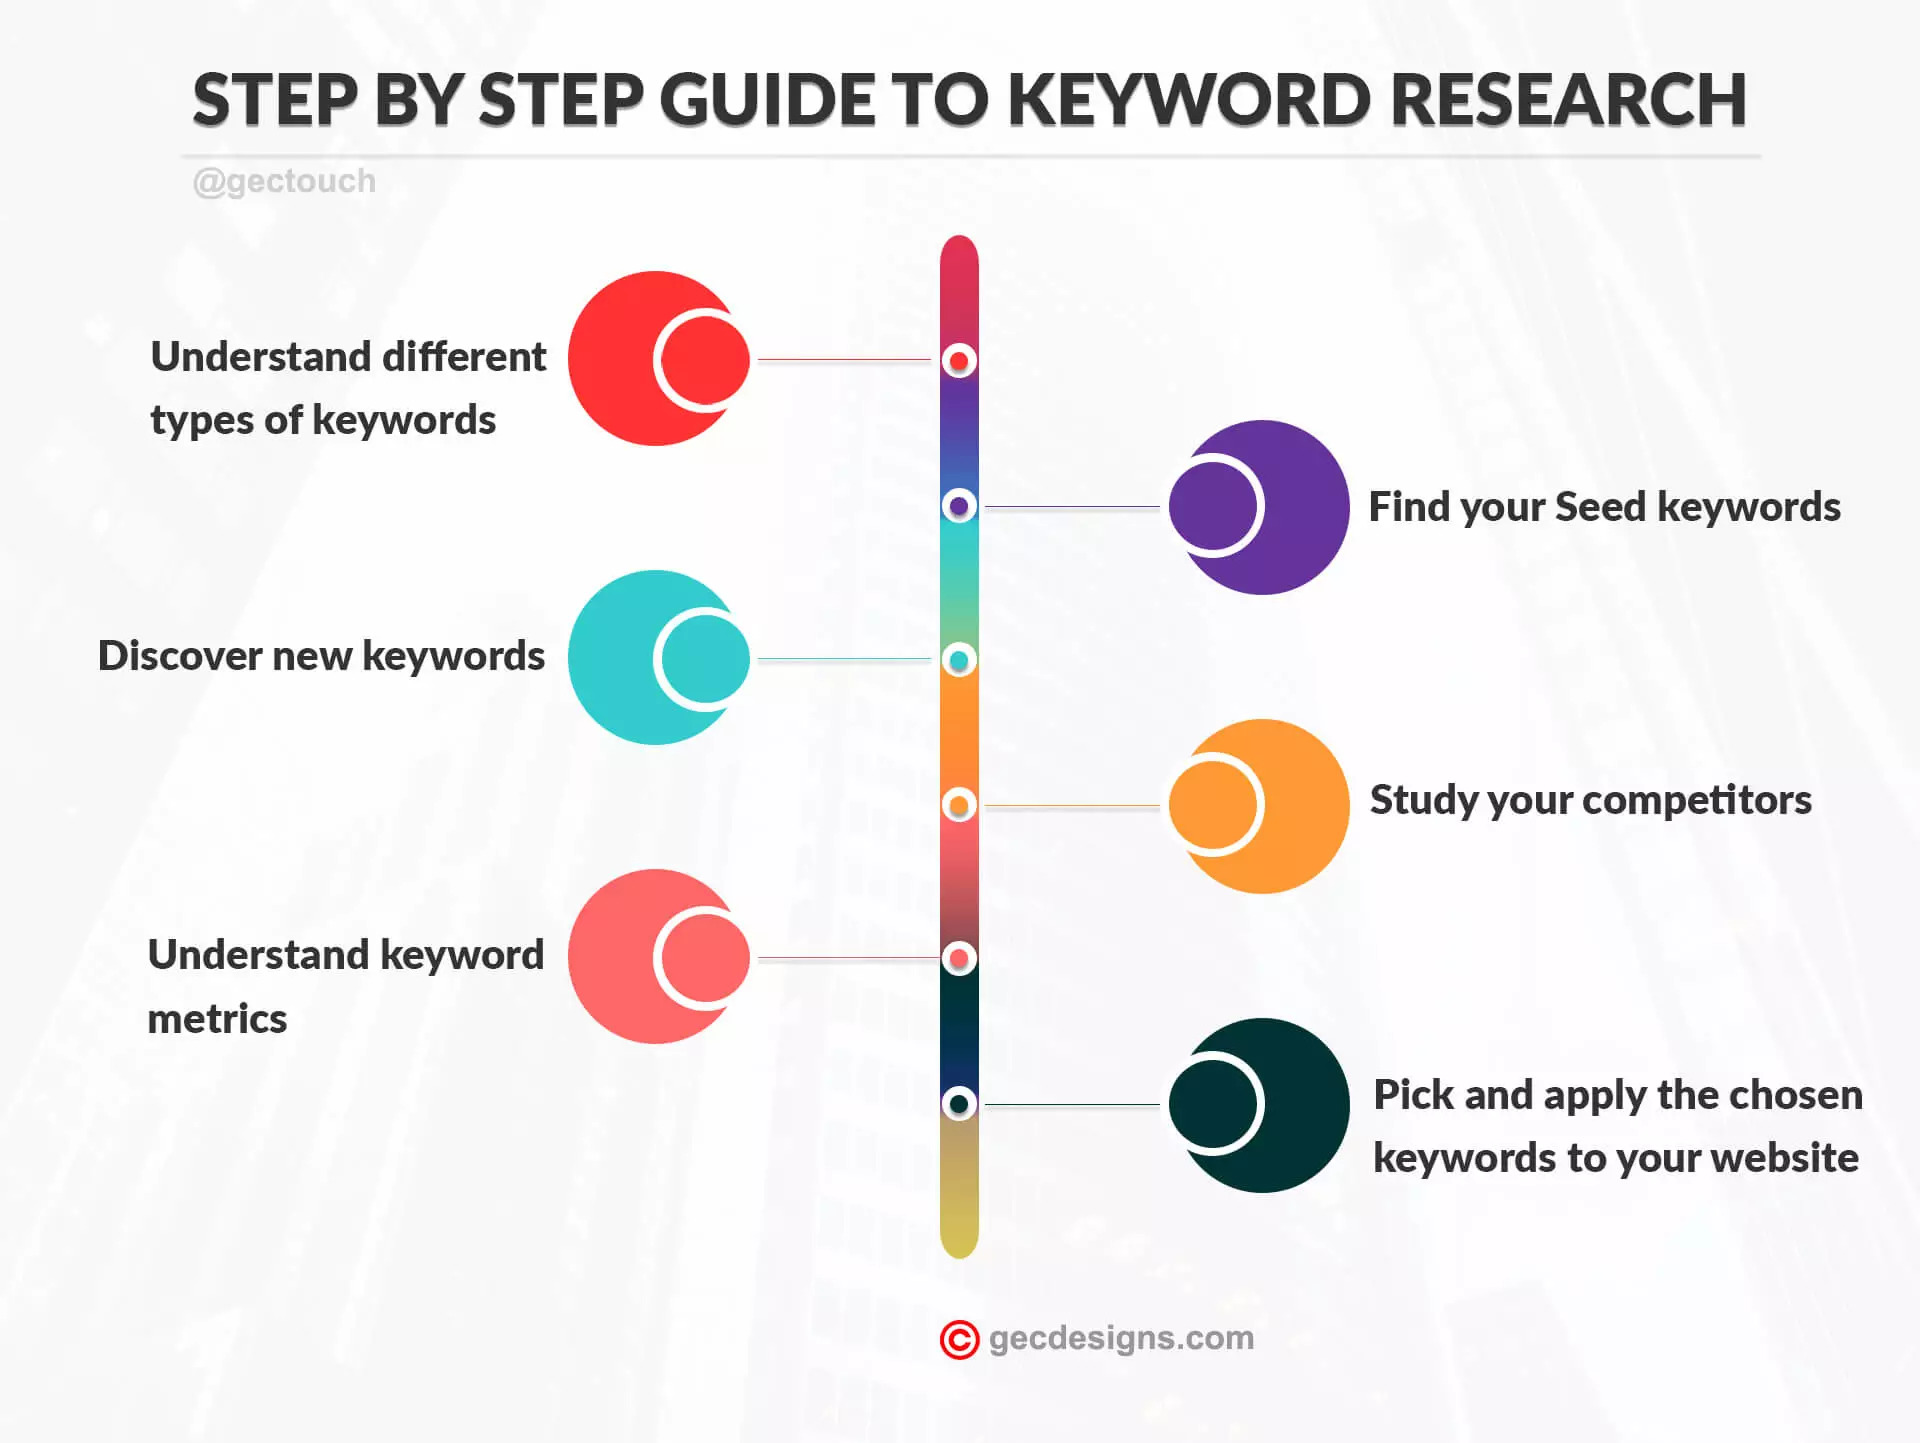 STEP BY STEP GUIDE TO KEYWORD RESEARCH
@gectouch
Understand different
types of keywords
Find your Seed keywords
Discover new keywords
Study your competitors
Understand keyword
metrics
Pick and apply the chosen
keywords to your website
© gecdesigns.com